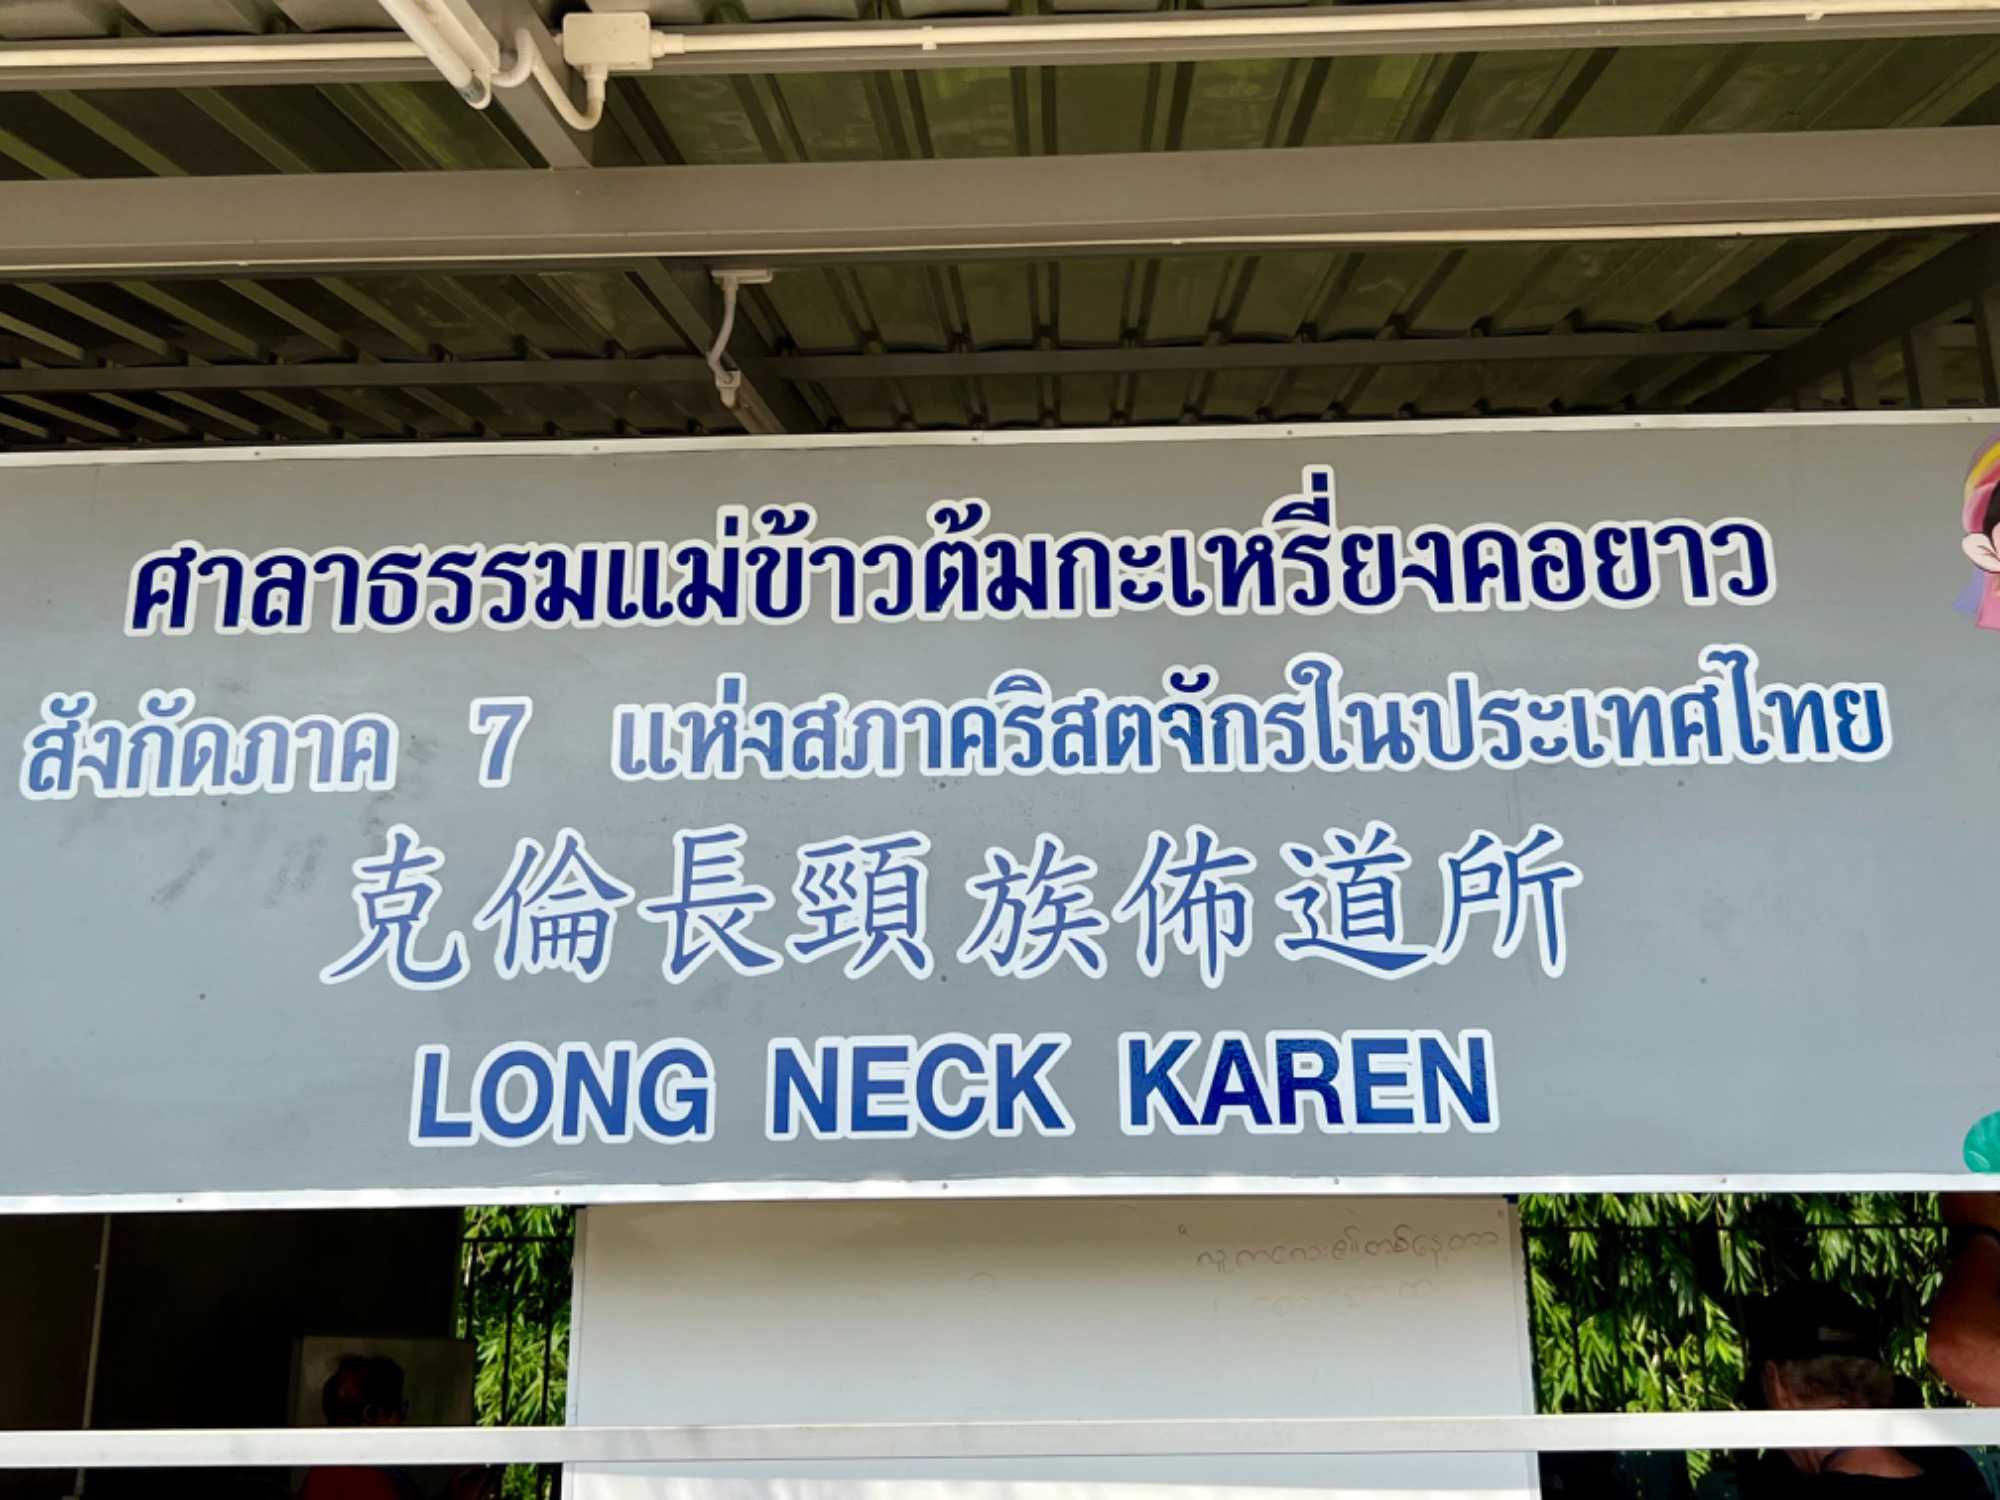 ศาลาธรรมแม่ข้าวต้มกะเหรี่ยงคอยาว
สังกัดภาค 7 แห่งสภาคริสตจักรในประเทศไทย
克倫長頸族佈道所
LONG NECK KAREN